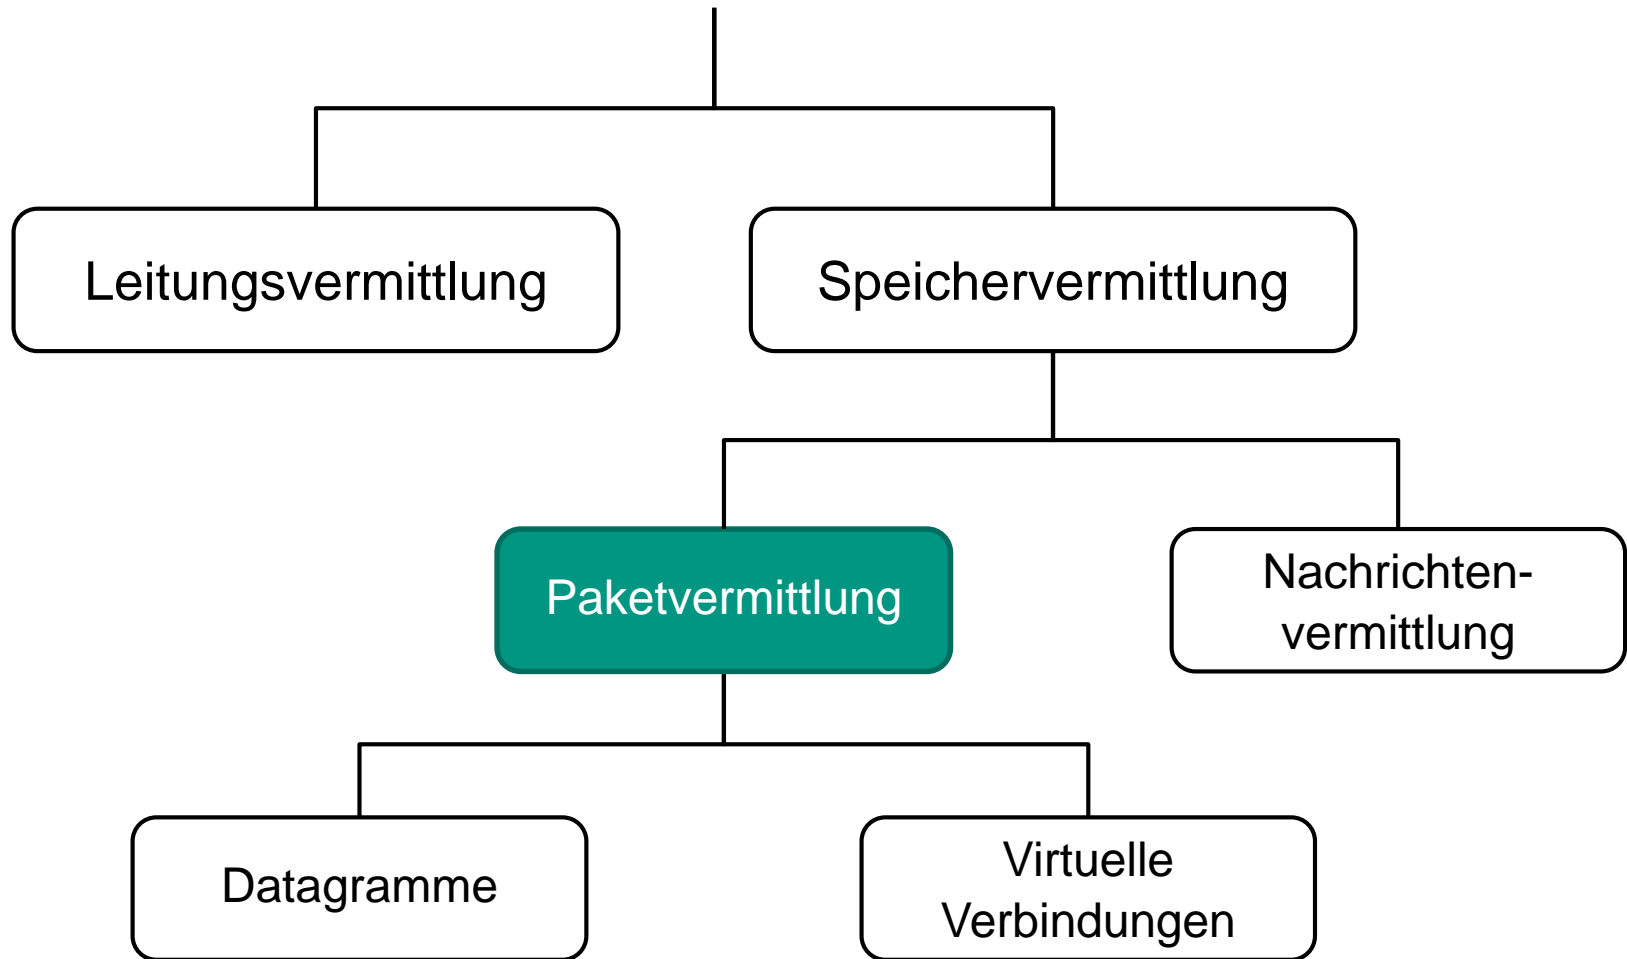 Leitungsvermittlung
Speichervermittlung
Paketvermittlung
Nachrichten-
vermittlung
Datagramme
Virtuelle
Verbindungen